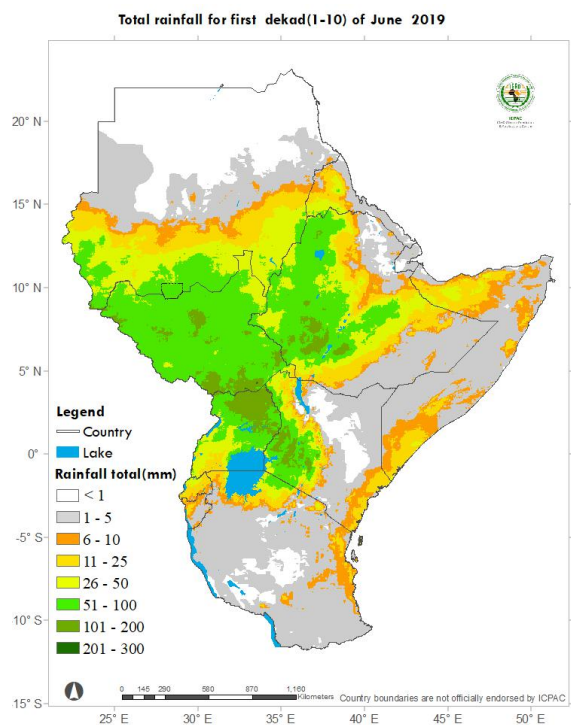 Total rainfall for first dekad(1-10) of June 2019
ICPAC
20° N
15° N
10° N
5° N
0°
5° S
10° S
15° S
Legend
Country
Lake
Rainfall total(mm)
< 1
1 - 5
6 - 10
11 - 25
26 - 50
51 - 100
101 - 200
201 - 300
0 145 290 580 870 1,160
Kilometers
Country boundaries are not officially endorsed by ICPAC
25° E 30° E 35° E 40° E 45° E 50° E